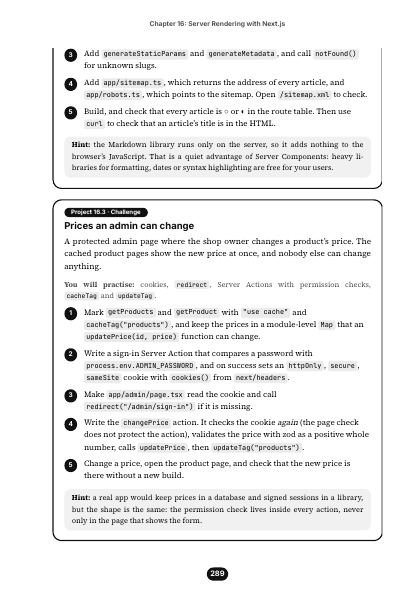 Chapter 16: Server Rendering with Next.js
3 Add generateStaticParams and generateMetadata, and call notFound()
for unknown slugs.
4 Add app/sitemap.ts, which returns the address of every article, and
app/robots.ts, which points to the sitemap. Open /sitemap.xml to check.
5 Build, and check that every article is ○ or ● in the route table. Then use
curl to check that an article's title is in the HTML.
Hint: the Markdown library runs only on the server, so it adds nothing to the
browser's JavaScript. That is a quiet advantage of Server Components: heavy li-
braries for formatting, dates or syntax highlighting are free for your users.
Project 16.3 · Challenge
Prices an admin can change
A protected admin page where the shop owner changes a product's price. The
cached product pages show the new price at once, and nobody else can change
anything.
You will practise: cookies, redirect, Server Actions with permission checks,
cacheTag and updateTag.
1 Mark getProducts and getProduct with "use cache" and
cacheTag("products"), and keep the prices in a module-level Map that an
updatePrice(id, price) function can change.
2 Write a sign-in Server Action that compares a password with
process.env.ADMIN_PASSWORD, and on success sets an httpOnly, secure,
sameSite cookie with cookies() from next/headers.
3 Make app/admin/page.tsx read the cookie and call
redirect("/admin/sign-in") if it is missing.
4 Write the changePrice action. It checks the cookie again (the page check
does not protect the action), validates the price with zod as a positive whole
number, calls updatePrice, then updateTag("products").
5 Change a price, open the product page, and check that the new price is
there without a new build.
Hint: a real app would keep prices in a database and signed sessions in a library,
but the shape is the same: the permission check lives inside every action, never
only in the page that shows the form.
289